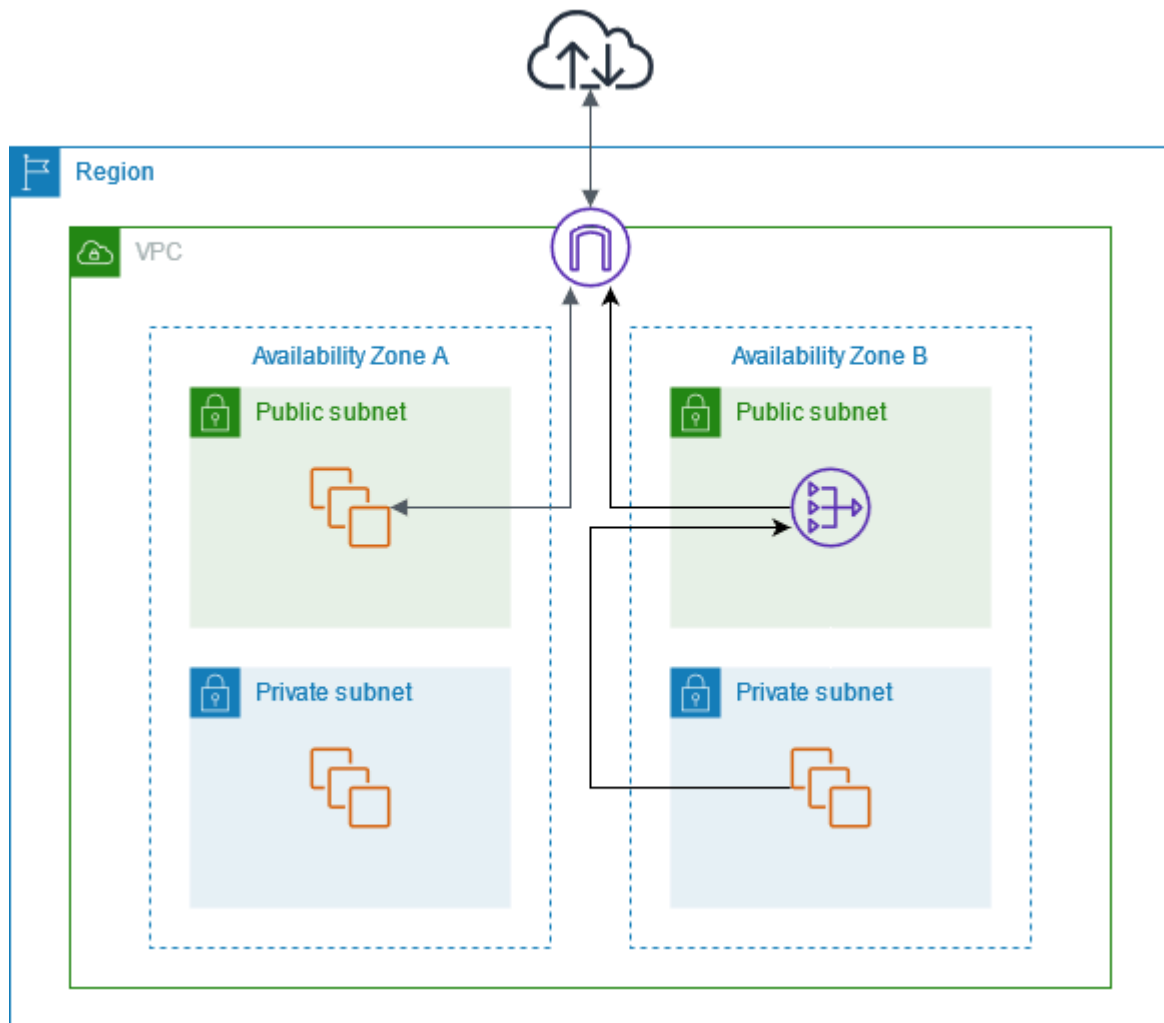 Region
VPC
Availability Zone A
Availability Zone B
Public subnet
Public subnet
Private subnet
Private subnet